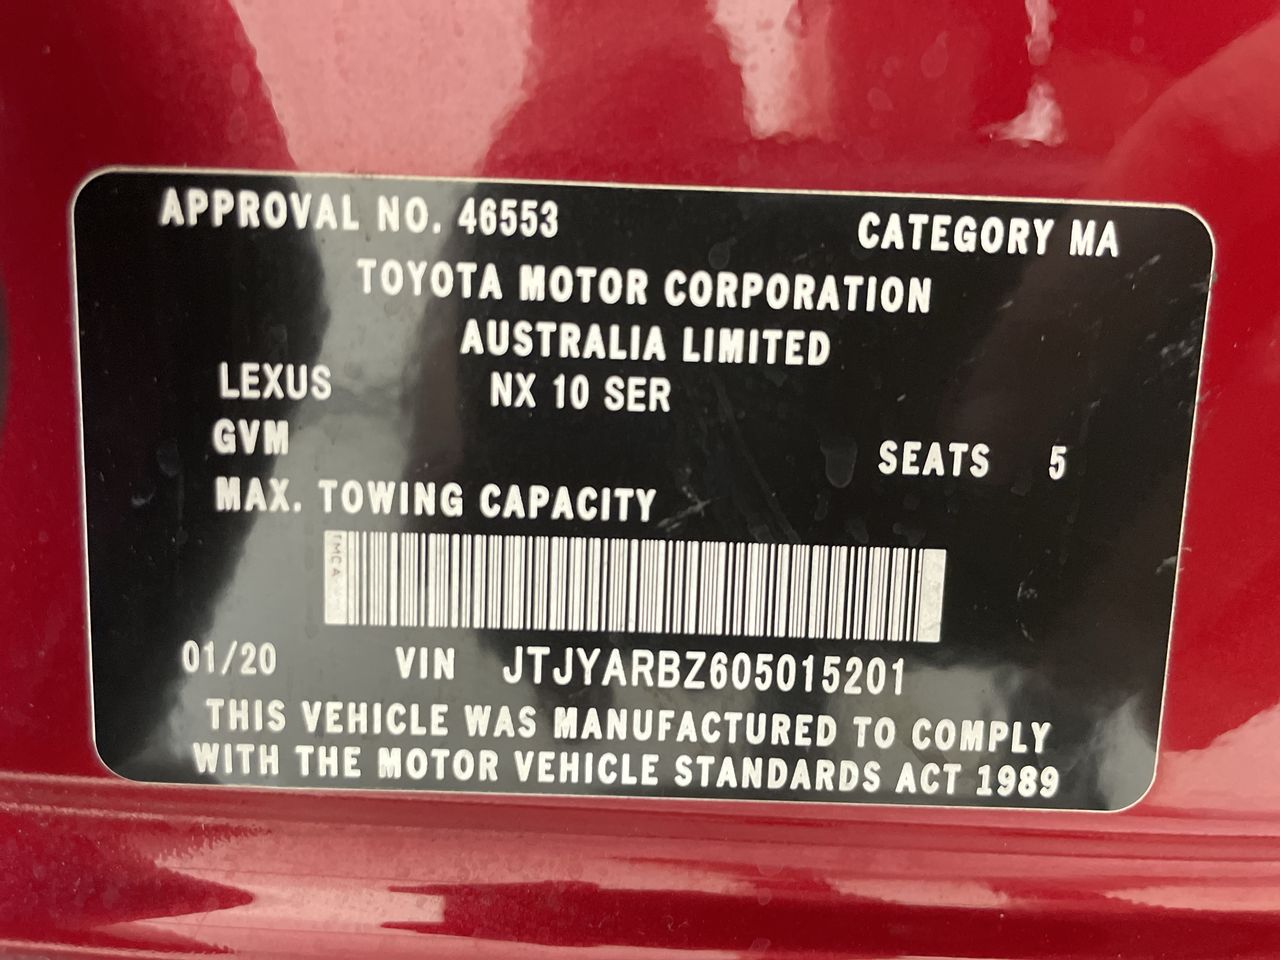 APPROVAL NO. 46553 CATEGORY MA
TOYOTA MOTOR CORPORATION
AUSTRALIA LIMITED
LEXUS NX 10 SER
GVM SEATS 5
MAX. TOWING CAPACITY
TMCA
01/20 VIN JTJYARBZ605015201
THIS VEHICLE WAS MANUFACTURED TO COMPLY
WITH THE MOTOR VEHICLE STANDARDS ACT 1989